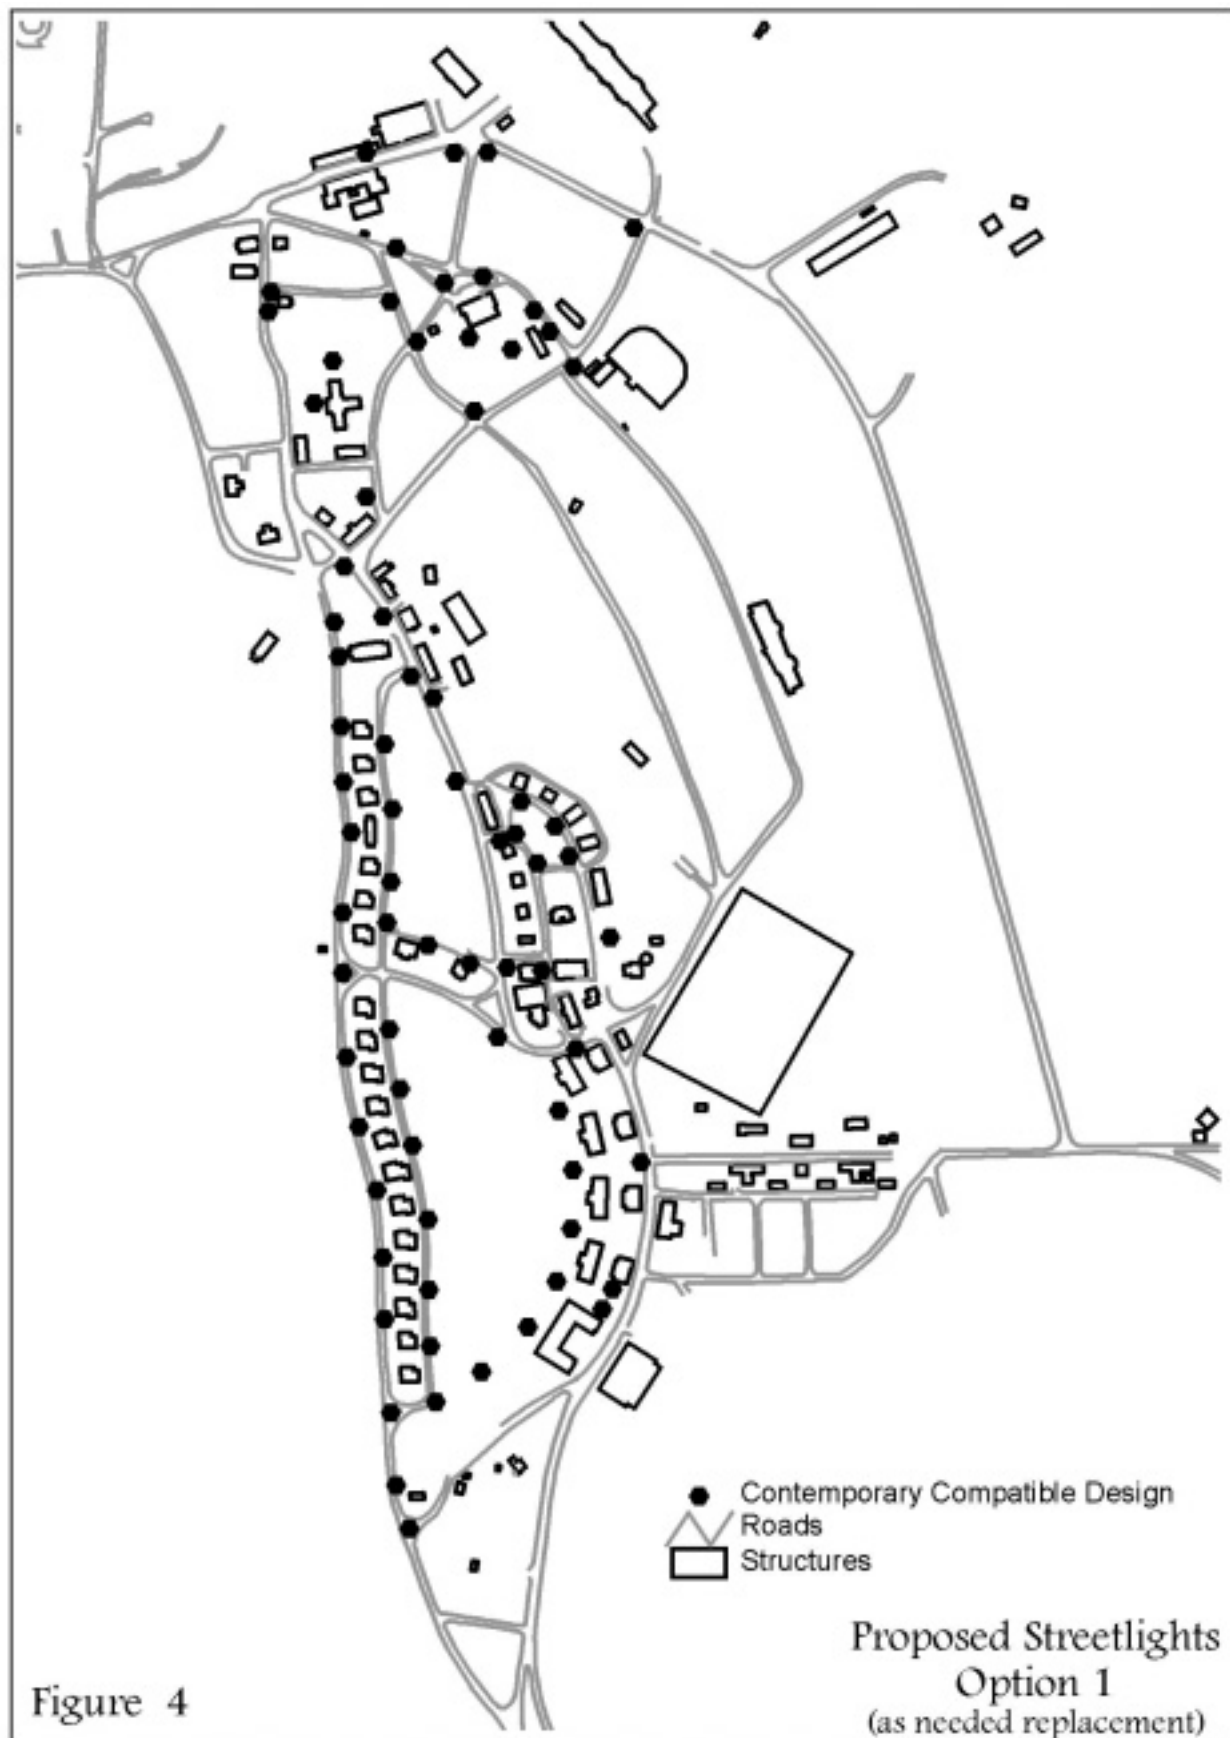 Contemporary Compatible Design
Roads
Structures
Proposed Streetlights
Option 1
(as needed replacement)
Figure 4